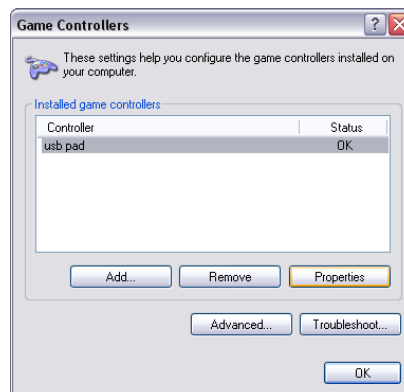 Game Controllers
These settings help you configure the game controllers installed on
your computer.
Installed game controllers
Controller Status
usb pad OK
Add... Remove Properties
Advanced... Troubleshoot...
OK